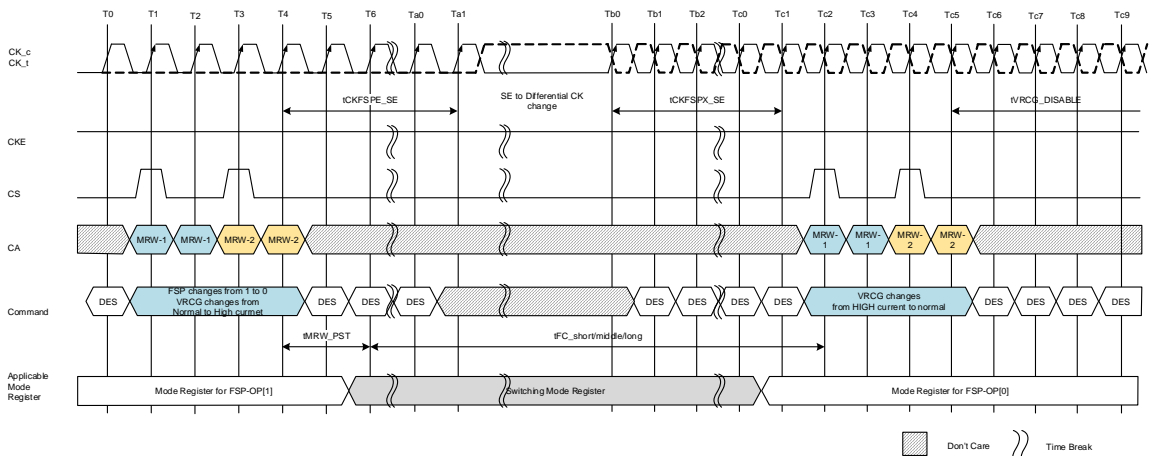 T0 T1 T2 T3 T4 T5 T6 Ta0 Ta1 Tb0 Tb1 Tb2 Tc0 Tc1 Tc2 Tc3 Tc4 Tc5 Tc6 Tc7 Tc8 Tc9
CK_c
CK_t
tCKFSPE_SE
SE to Differential CK
change
tCKFSPX_SE
tVRCG_DISABLE
CKE
CS
CA
MRW-1 MRW-1 MRW-2 MRW-2
MRW-
1
MRW-
1
MRW-
2
MRW-
2
Command
DES
FSP changes from 1 to 0
VRCG changes from
Normal to High curmet
DES DES DES DES DES DES DES
VRCG changes
from HIGH current to normal
DES DES DES DES
tMRW_PST
tFC_short/middle/long
Applicable
Mode
Register
Mode Register for FSP-OP[1]
Switching Mode Register
Mode Register for FSP-OP[0]
Don't Care
Time Break